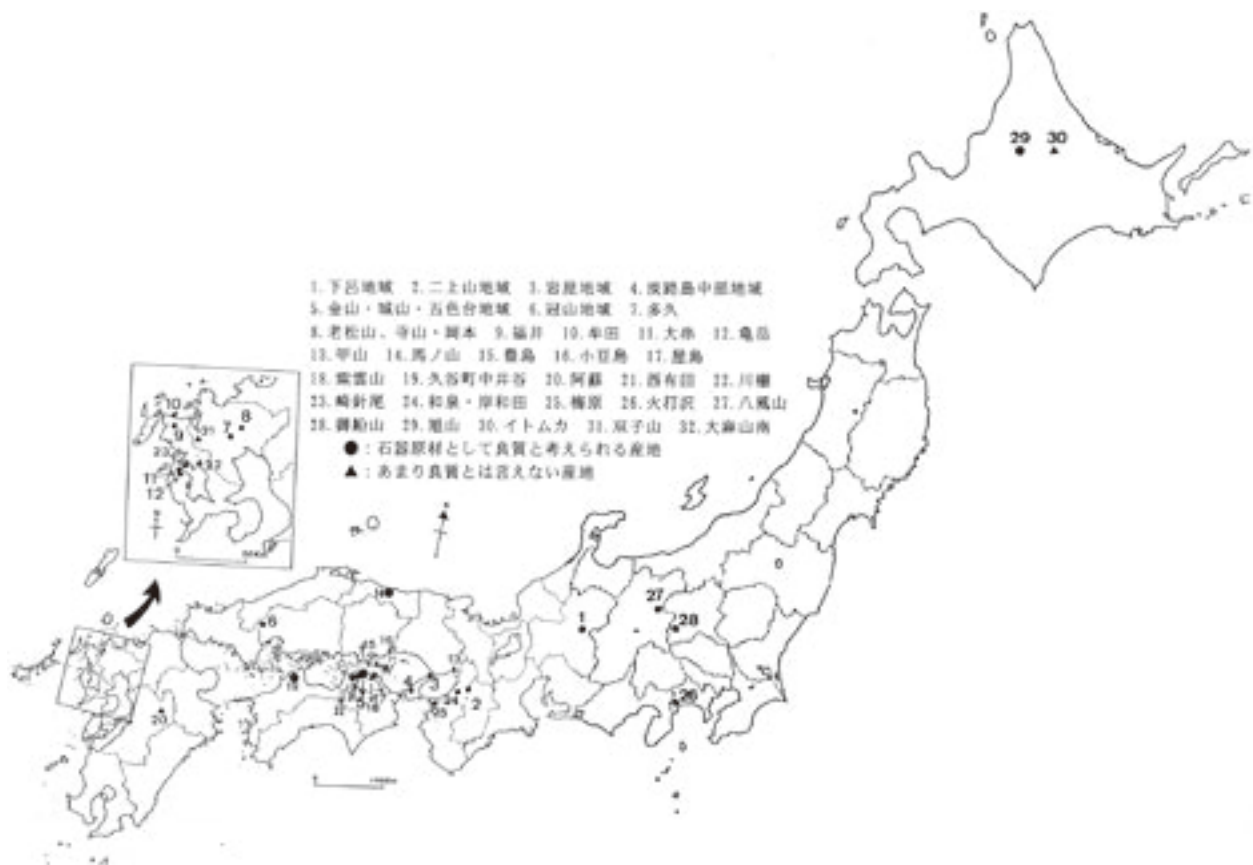 1. 下呂地域 2. 二上山地域 3. 岩屋地域 4. 淡路島中部地域
5. 金山・城山・五色台地域 6. 冠山地域 7. 多久
8. 老松山、寺山・岡本 9. 福井 10. 牟田 11. 大串 12. 亀岳
13. 甲山 14. 馬ノ山 15. 豊島 16. 小豆島 17. 屋島
18. 紫雲山 19. 久谷町中井谷 20. 阿蘇 21. 西有田 22. 川棚
23. 崎針尾 24. 和泉・岸和田 25. 梅原 26. 火打沢 27. 八風山
28. 御船山 29. 旭山 30. イトムカ 31. 双子山 32. 大麻山南
●：石器原材として良質と考えられる産地
▲：あまり良質とは言えない産地
29 30
10
8
9 31 7
11
12
27
1 28
6
2
24
20
26